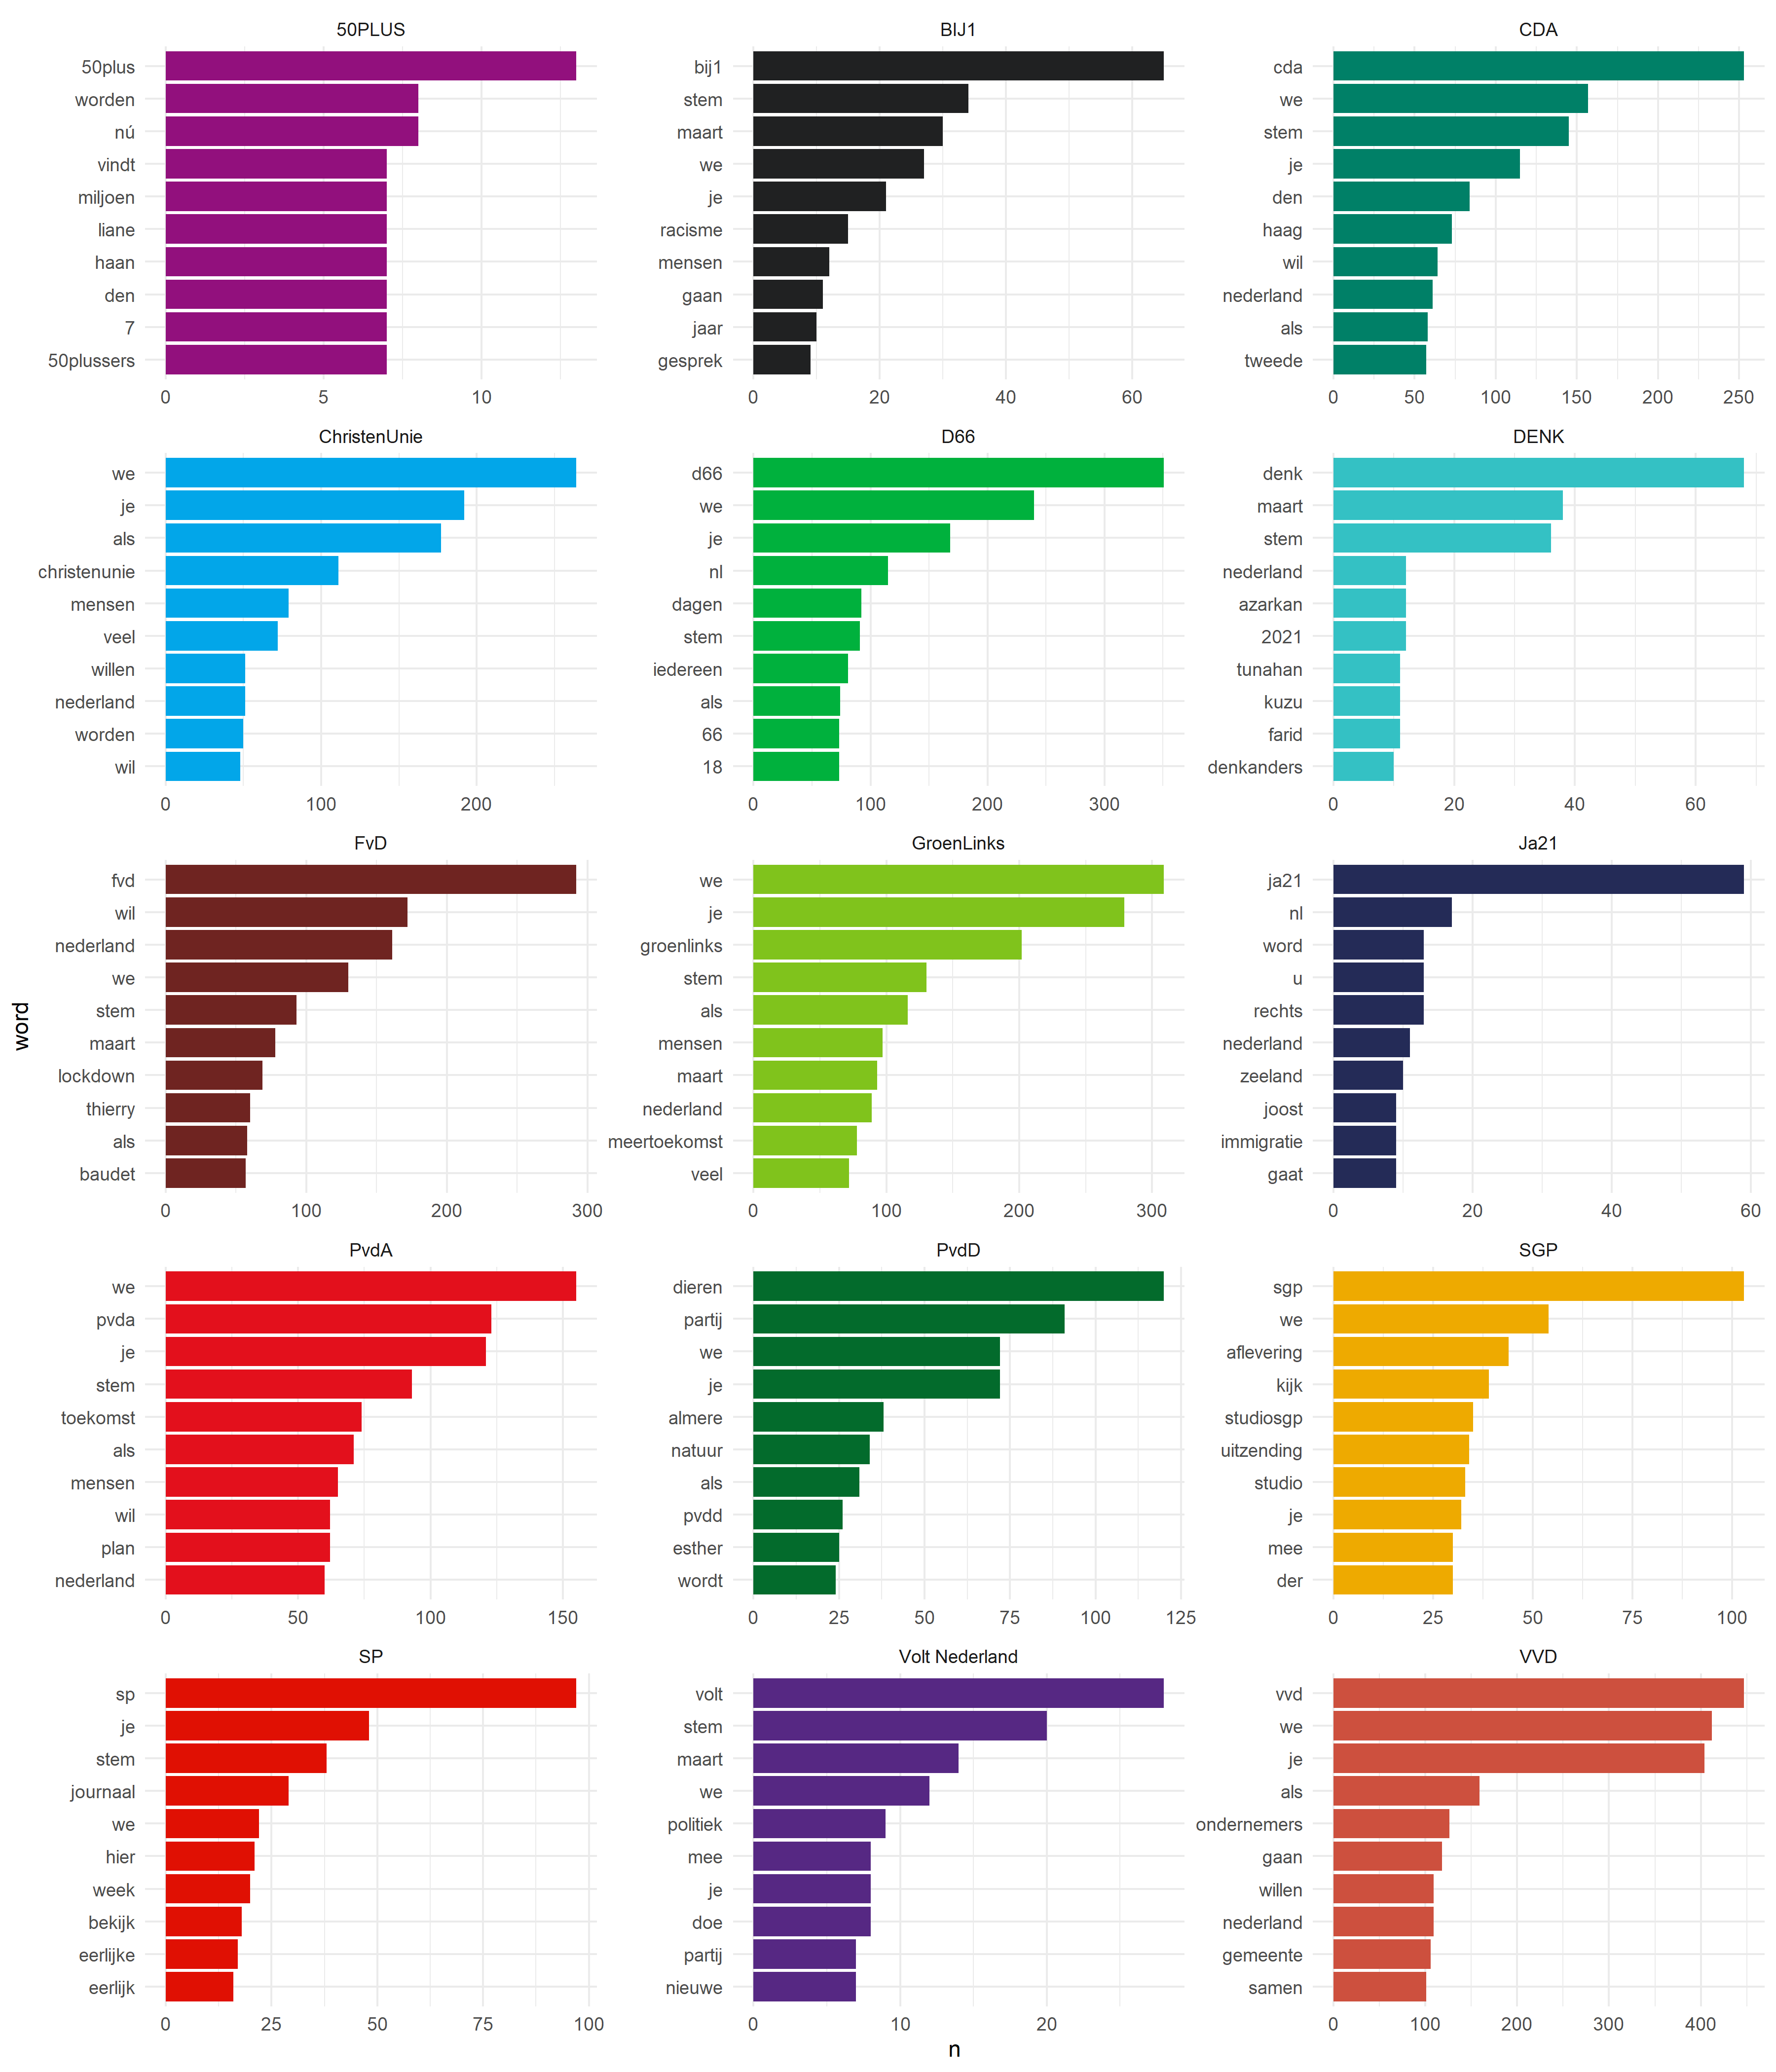 50PLUS
50plus
worden
nú
vindt
miljoen
liane
haan
den
7
50plussers
0 5 10
BIJ1
bij1
stem
maart
we
je
racisme
mensen
gaan
jaar
gesprek
0 20 40 60
CDA
cda
we
stem
je
den
haag
wil
nederland
als
tweede
0 50 100 150 200 250
ChristenUnie
we
je
als
christenunie
mensen
veel
willen
nederland
worden
wil
0 100 200
D66
d66
we
je
nl
dagen
stem
iedereen
als
66
18
0 100 200 300
DENK
denk
maart
stem
nederland
azarkan
2021
tunahan
kuzu
farid
denkanders
0 20 40 60
FvD
fvd
wil
nederland
we
stem
maart
lockdown
thierry
als
baudet
0 100 200 300
GroenLinks
we
je
groenlinks
stem
als
mensen
maart
nederland
meertoekomst
veel
0 100 200 300
Ja21
ja21
nl
word
u
rechts
nederland
zeeland
joost
immigratie
gaat
0 20 40 60
PvdA
we
pvda
je
stem
toekomst
als
mensen
wil
plan
nederland
0 50 100 150
PvdD
dieren
partij
we
je
almere
natuur
als
pvdd
esther
wordt
0 25 50 75 100 125
SGP
sgp
we
aflevering
kijk
studiosgp
uitzending
studio
je
mee
der
0 25 50 75 100
SP
sp
je
stem
journaal
we
hier
week
bekijk
eerlijke
eerlijk
0 25 50 75 100
Volt Nederland
volt
stem
maart
we
politiek
mee
je
doe
partij
nieuwe
0 10 20
VVD
vvd
we
je
als
ondernemers
gaan
willen
nederland
gemeente
samen
0 100 200 300 400
word
n